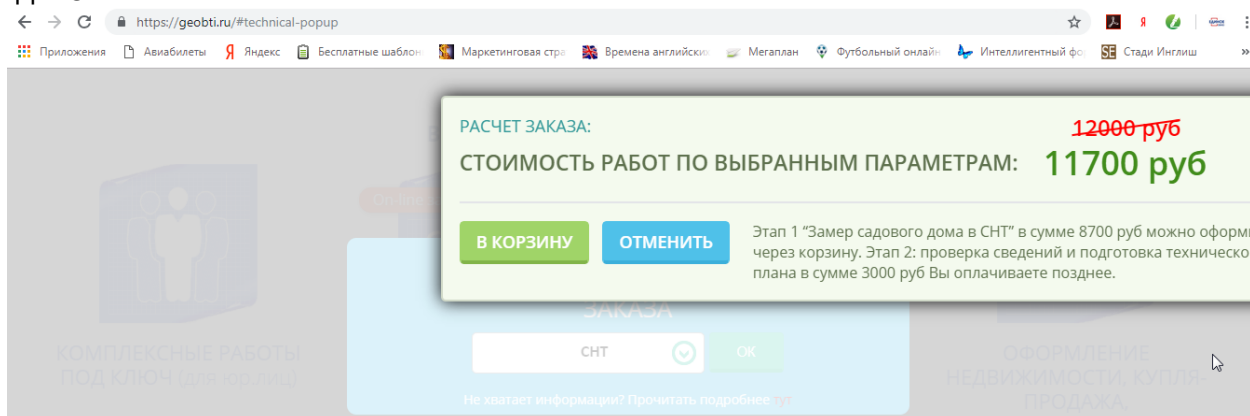 https://geobti.ru/#technical-popup
Приложения Авиабилеты Яндекс Бесплатные шаблон Маркетинговая стра Времена английских Мегаплан Футбольный онлайн Интеллигентный фо Стади Инглиш »
РАСЧЕТ ЗАКАЗА:
12000 руб
СТОИМОСТЬ РАБОТ ПО ВЫБРАННЫМ ПАРАМЕТРАМ: 11700 руб
On-line
В КОРЗИНУ ОТМЕНИТЬ
Этап 1 “Замер садового дома в СНТ” в сумме 8700 руб можно оформи
через корзину. Этап 2: проверка сведений и подготовка техническо
плана в сумме 3000 руб Вы оплачиваете позднее.
ЗАКАЗА
СНТ ОК
КОМПЛЕКСНЫЕ РАБОТЫ
ПОД КЛЮЧ (для юр.лиц)
Не хватает информации? Прочитать подробнее тут
ОФОРМЛЕНИЕ
НЕДВИЖИМОСТИ, КУПЛЯ-
ПРОДАЖА,